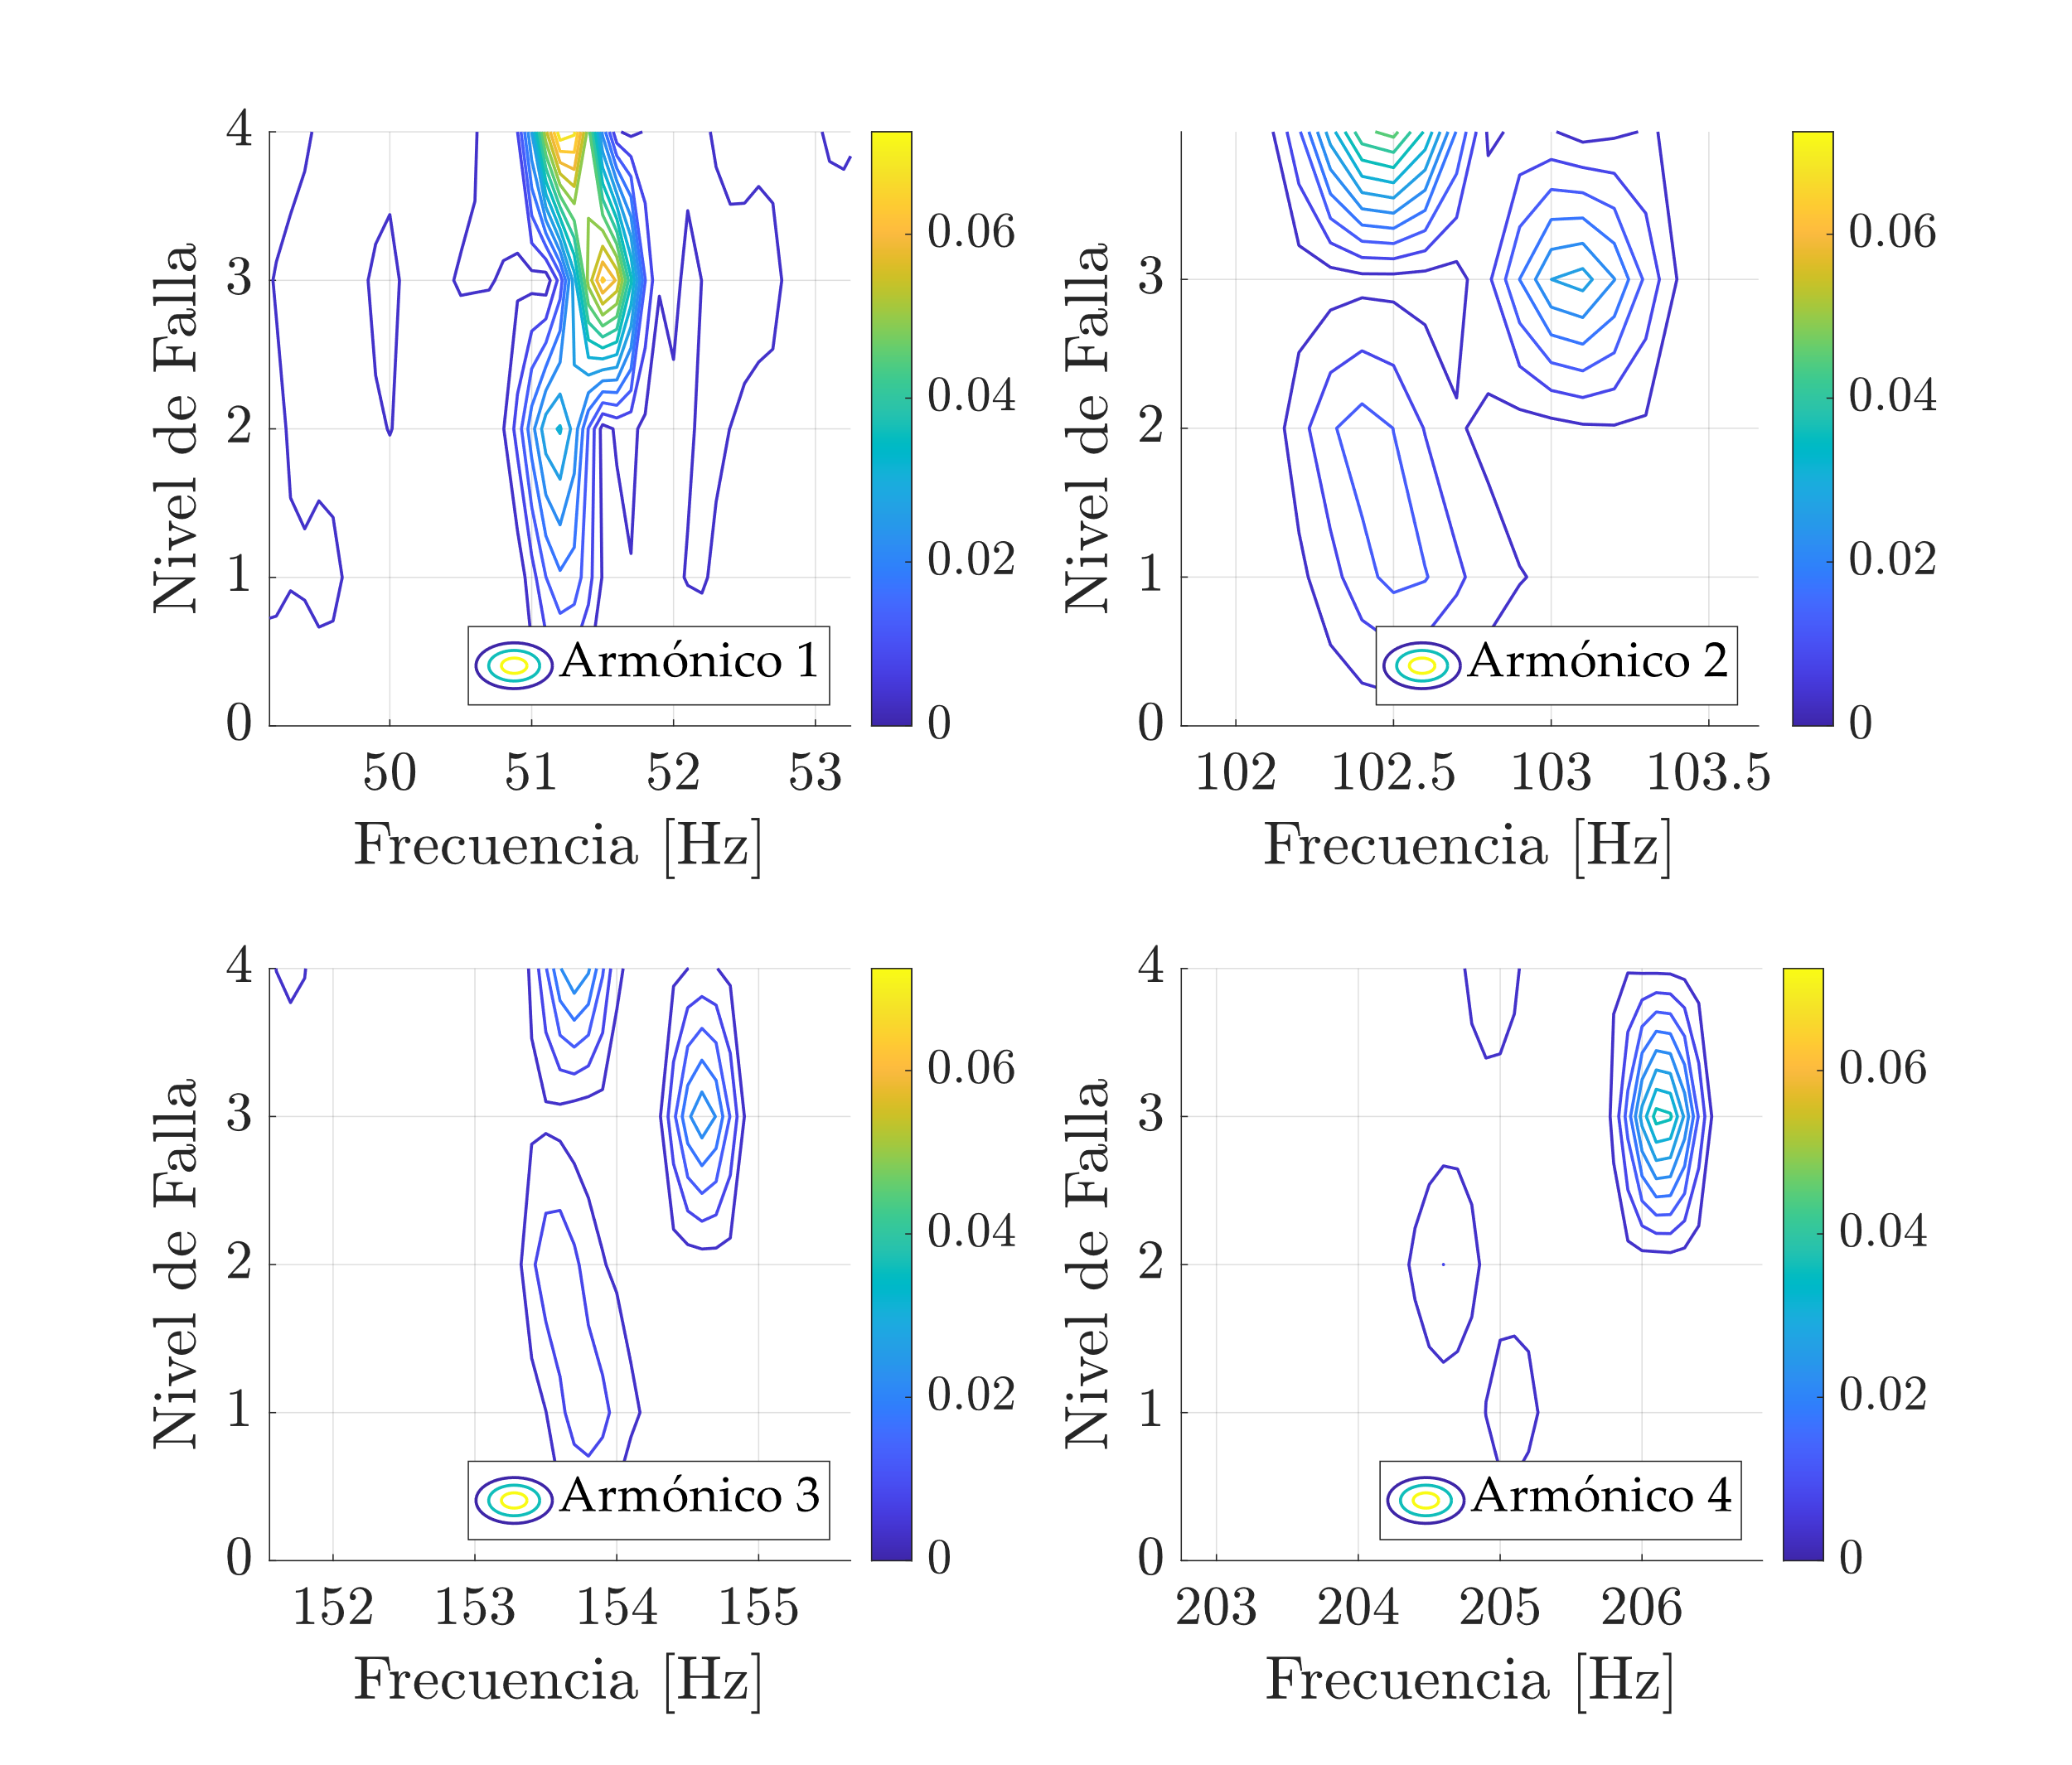 4
3
2
1
0
Nivel de Falla
50 51 52 53
Frecuencia [Hz]
0.06
0.04
0.02
0
Armónico 1
3
2
1
0
Nivel de Falla
102 102.5 103 103.5
Frecuencia [Hz]
0.06
0.04
0.02
0
Armónico 2
4
3
2
1
0
Nivel de Falla
152 153 154 155
Frecuencia [Hz]
0.06
0.04
0.02
0
Armónico 3
4
3
2
1
0
Nivel de Falla
203 204 205 206
Frecuencia [Hz]
0.06
0.04
0.02
0
Armónico 4